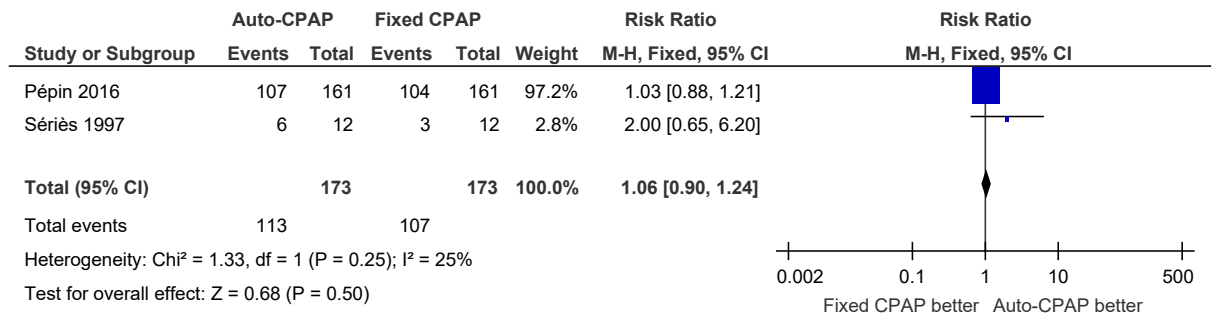 Auto-CPAP Fixed CPAP Risk Ratio Risk Ratio
Study or Subgroup Events Total Events Total Weight M-H, Fixed, 95% CI M-H, Fixed, 95% CI
Pépin 2016 107 161 104 161 97.2% 1.03 [0.88, 1.21]
Sériès 1997 6 12 3 12 2.8% 2.00 [0.65, 6.20]
Total (95% CI) 173 173 100.0% 1.06 [0.90, 1.24]
Total events 113 107
Heterogeneity: Chi² = 1.33, df = 1 (P = 0.25); I² = 25%
Test for overall effect: Z = 0.68 (P = 0.50)
0.002 0.1 1 10 500
Fixed CPAP better Auto-CPAP better